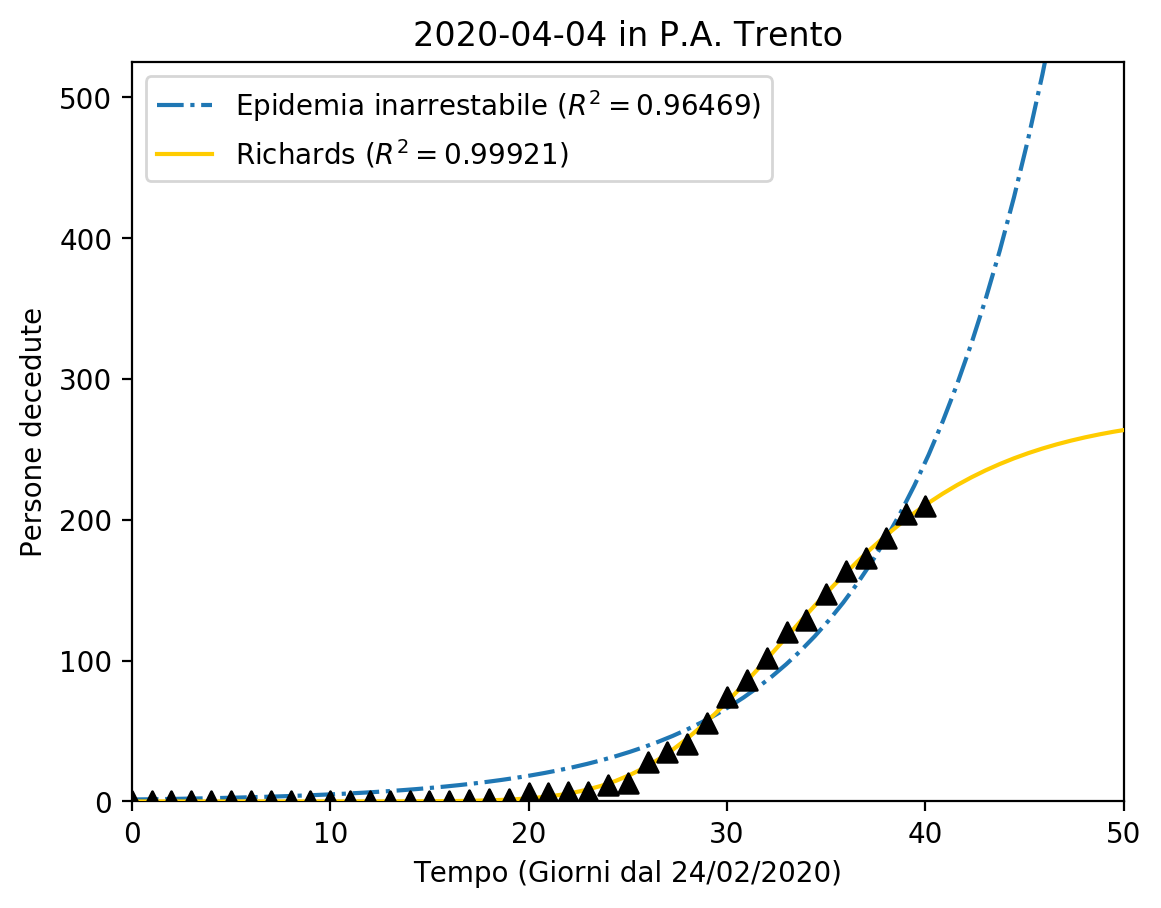 2020-04-04 in P.A. Trento
Epidemia inarrestabile (R² = 0.96469)
Richards (R² = 0.99921)
500
400
300
200
100
0
Persone decedute
0 10 20 30 40 50
Tempo (Giorni dal 24/02/2020)